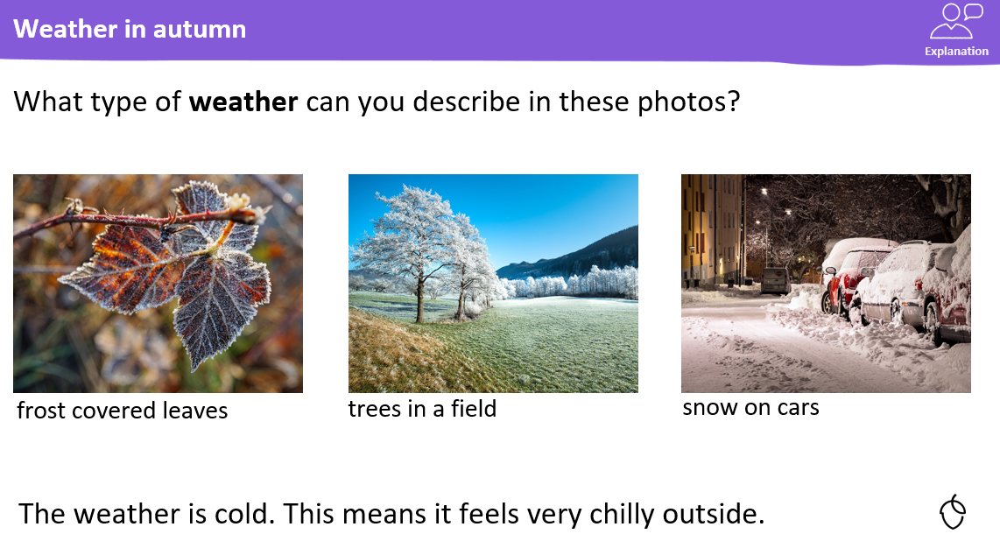 Weather in autumn
Explanation
What type of weather can you describe in these photos?
frost covered leaves
trees in a field
snow on cars
The weather is cold. This means it feels very chilly outside.